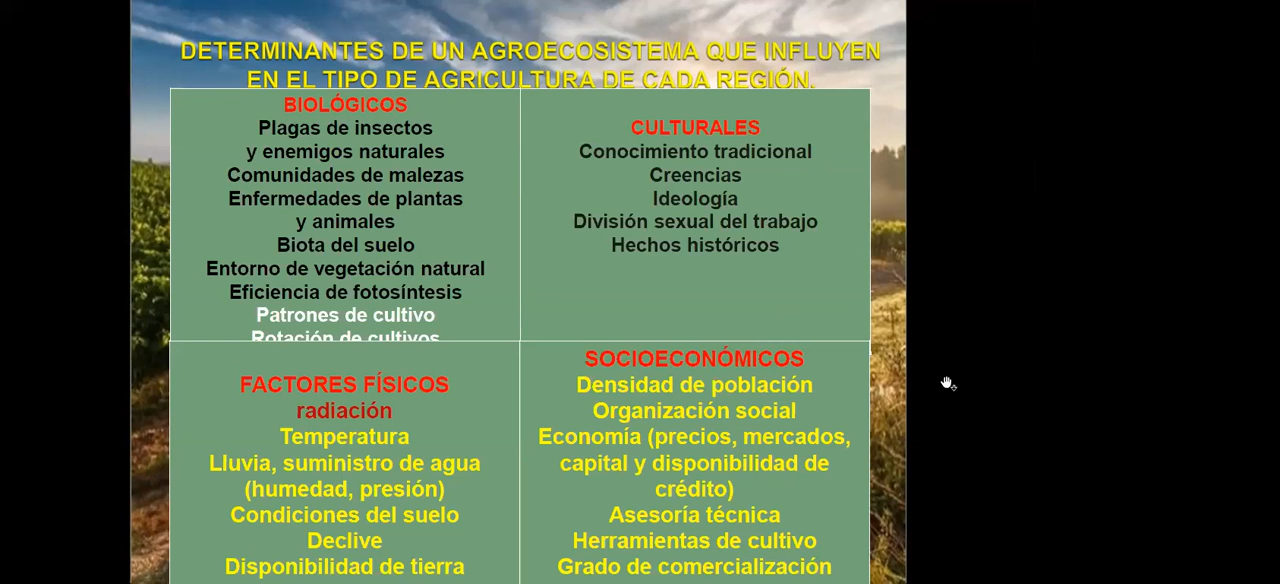 DETERMINANTES DE UN AGROECOSISTEMA QUE INFLUYEN
EN EL TIPO DE AGRICULTURA DE CADA REGIÓN.
BIOLÓGICOS
Plagas de insectos
y enemigos naturales
Comunidades de malezas
Enfermedades de plantas
y animales
Biota del suelo
Entorno de vegetación natural
Eficiencia de fotosíntesis
Patrones de cultivo
Rotación de cultivos
CULTURALES
Conocimiento tradicional
Creencias
Ideología
División sexual del trabajo
Hechos históricos
FACTORES FÍSICOS
radiación
Temperatura
Lluvia, suministro de agua
(humedad, presión)
Condiciones del suelo
Declive
Disponibilidad de tierra
SOCIOECONÓMICOS
Densidad de población
Organización social
Economía (precios, mercados,
capital y disponibilidad de
crédito)
Asesoría técnica
Herramientas de cultivo
Grado de comercialización